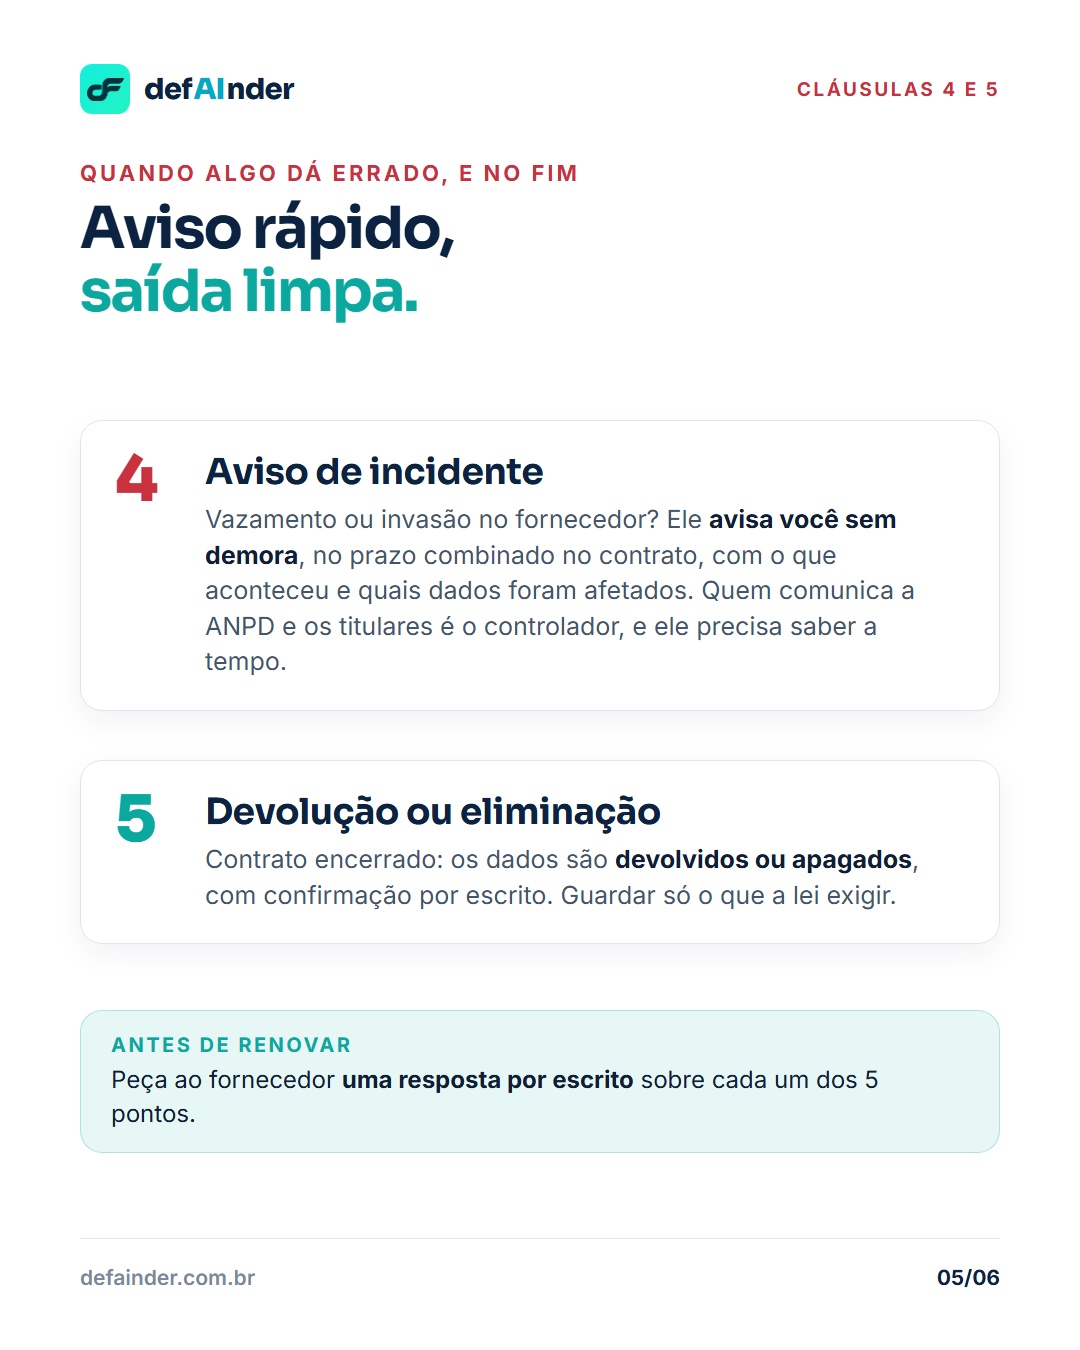 defAInder
CLÁUSULAS 4 E 5
QUANDO ALGO DÁ ERRADO, E NO FIM
Aviso rápido,
saída limpa.
4
Aviso de incidente
Vazamento ou invasão no fornecedor? Ele avisa você sem
demora, no prazo combinado no contrato, com o que
aconteceu e quais dados foram afetados. Quem comunica a
ANPD e os titulares é o controlador, e ele precisa saber a
tempo.
5
Devolução ou eliminação
Contrato encerrado: os dados são devolvidos ou apagados,
com confirmação por escrito. Guardar só o que a lei exigir.
ANTES DE RENOVAR
Peça ao fornecedor uma resposta por escrito sobre cada um dos 5
pontos.
defainder.com.br
05/06